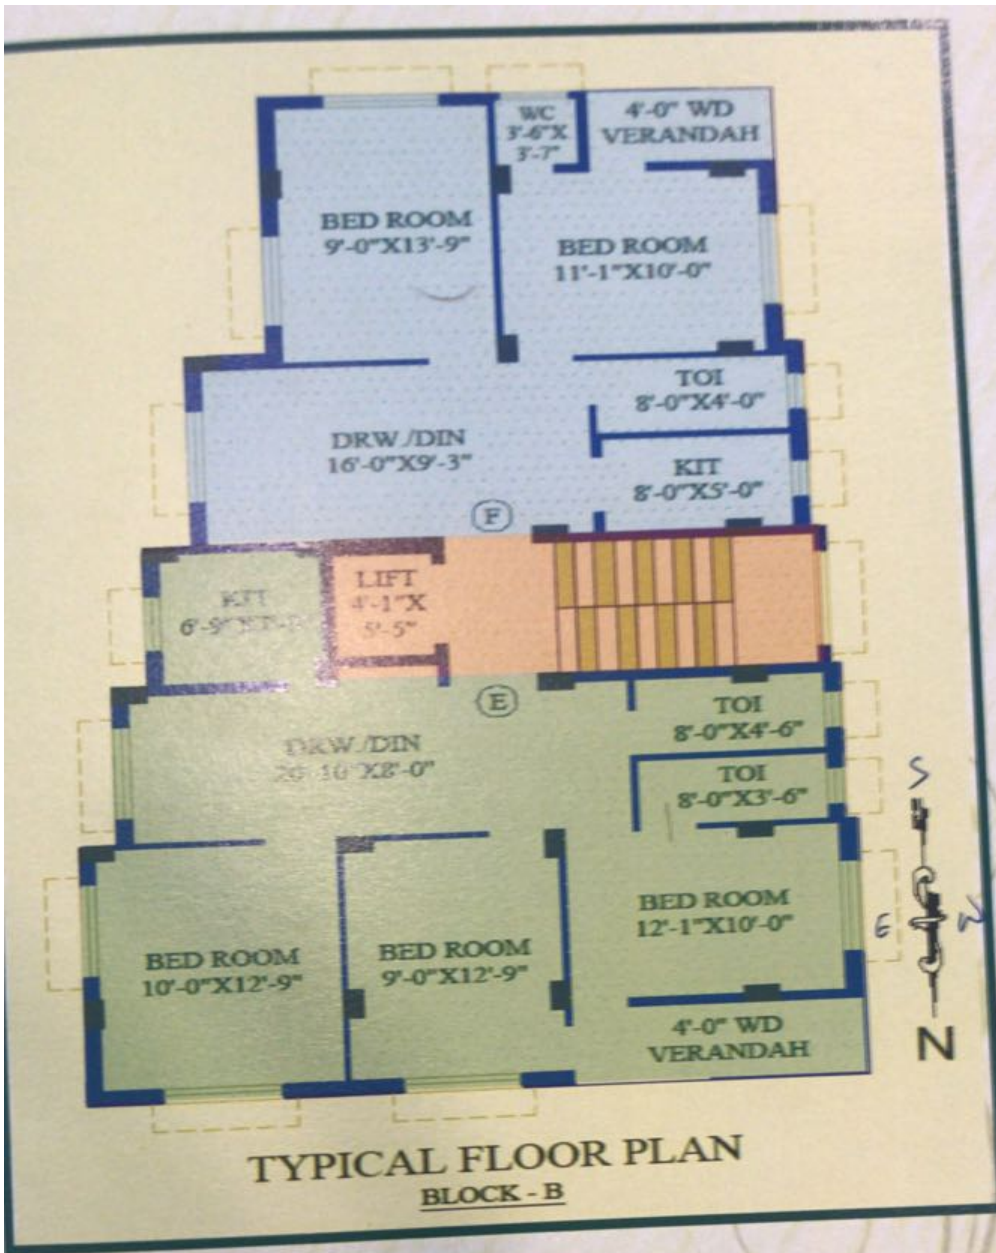 WC
3'-6"X
3'-7"
4'-0" WD
VERANDAH
BED ROOM
9'-0"X13'-9"
BED ROOM
11'-1"X10'-0"
TOI
8'-0"X4'-0"
DRW./DIN
16'-0"X9'-3"
KIT
8'-0"X5'-0"
F
LIFT
4'-1"X
5'-5"
KIT
E
TOI
8'-0"X4'-6"
DRW./DIN
TOI
8'-0"X3'-6"
BED ROOM
12'-1"X10'-0"
BED ROOM
10'-0"X12'-9"
BED ROOM
9'-0"X12'-9"
4'-0" WD
VERANDAH
S
E
W
N
TYPICAL FLOOR PLAN
BLOCK - B